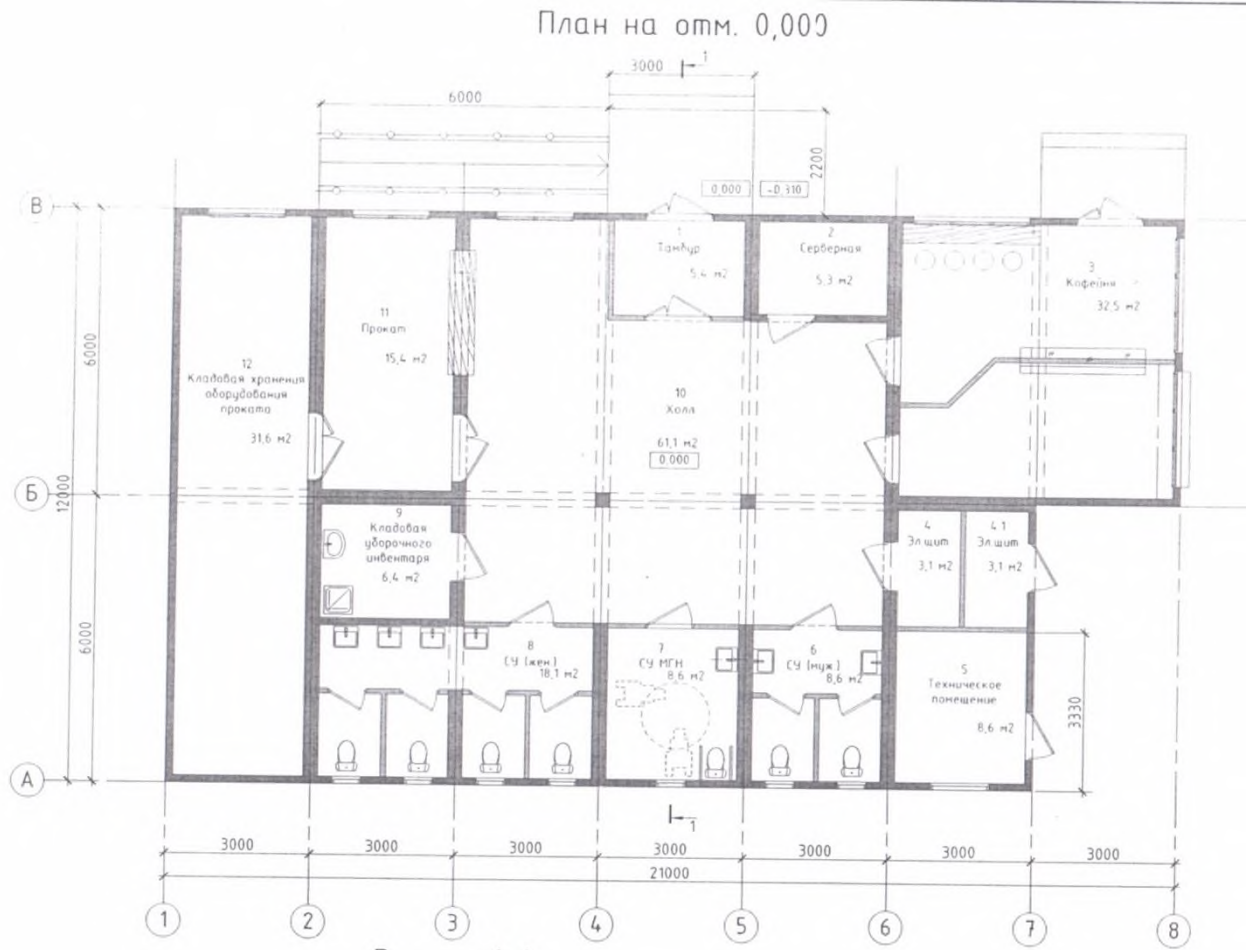 План на отм. 0,000
3000
1
6000
2200
0.000
-0.310
В
1
Тамбур
5,4 м2
2
Серверная
5,3 м2
3
Кофейня
32,5 м2
11
Прокат
15,4 м2
12
Кладовая хранения
оборудования
проката
31,6 м2
10
Холл
61,1 м2
0.000
6000
12000
Б
9
Кладовая
уборочного
инвентаря
6,4 м2
4
Эл.щит
3,1 м2
4.1
Эл.щит
3,1 м2
6000
8
СУ (жен)
18,1 м2
7
СУ МГН
8,6 м2
6
СУ (муж)
8,6 м2
5
Техническое
помещение
8,6 м2
3330
А
1
3000
3000
3000
3000
3000
3000
3000
21000
1
2
3
4
5
6
7
8